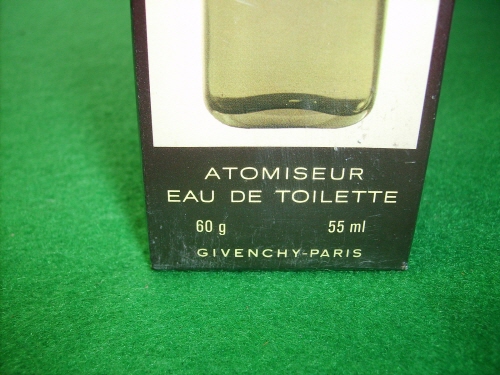 ATOMISEUR
EAU DE TOILETTE
60 g 55 ml
GIVENCHY-PARIS